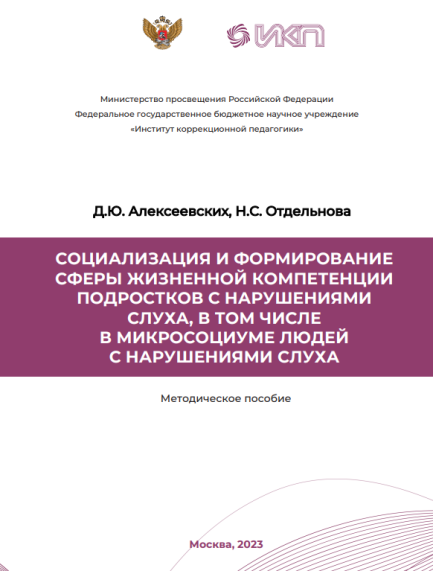 ИКП
Министерство просвещения Российской Федерации
Федеральное государственное бюджетное научное учреждение
«Институт коррекционной педагогики»
Д.Ю. Алексеевских, Н.С. Отдельнова
СОЦИАЛИЗАЦИЯ И ФОРМИРОВАНИЕ
СФЕРЫ ЖИЗНЕННОЙ КОМПЕТЕНЦИИ
ПОДРОСТКОВ С НАРУШЕНИЯМИ
СЛУХА, В ТОМ ЧИСЛЕ
В МИКРОСОЦИУМЕ ЛЮДЕЙ
С НАРУШЕНИЯМИ СЛУХА
Методическое пособие
Москва, 2023